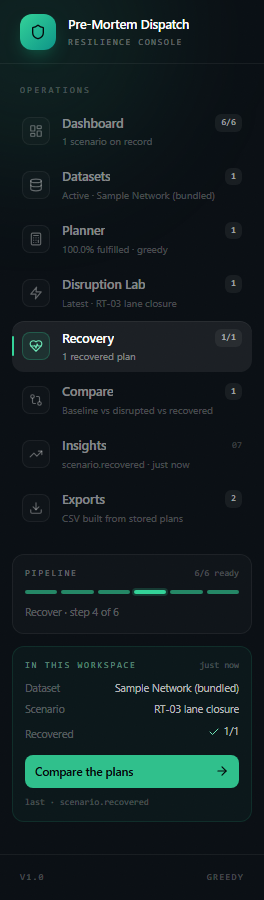 Pre-Mortem Dispatch
RESILIENCE CONSOLE
OPERATIONS
Dashboard 6/6
1 scenario on record
Datasets 1
Active · Sample Network (bundled)
Planner 1
100.0% fulfilled · greedy
Disruption Lab 1
Latest · RT-03 lane closure
Recovery 1/1
1 recovered plan
Compare 1
Baseline vs disrupted vs recovered
Insights 07
scenario.recovered · just now
Exports 2
CSV built from stored plans
PIPELINE 6/6 ready
Recover · step 4 of 6
IN THIS WORKSPACE just now
Dataset Sample Network (bundled)
Scenario RT-03 lane closure
Recovered ✓ 1/1
Compare the plans →
last · scenario.recovered
V1.0 GREEDY